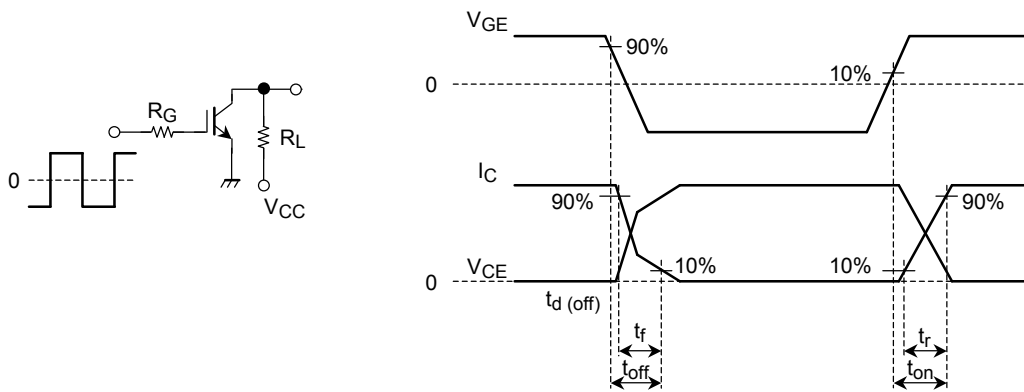 R_G
R_L
0
V_CC
V_GE
90%
0
10%
I_C
90%
90%
V_CE
10%
10%
0
t_d (off)
t_f
t_r
t_off
t_on